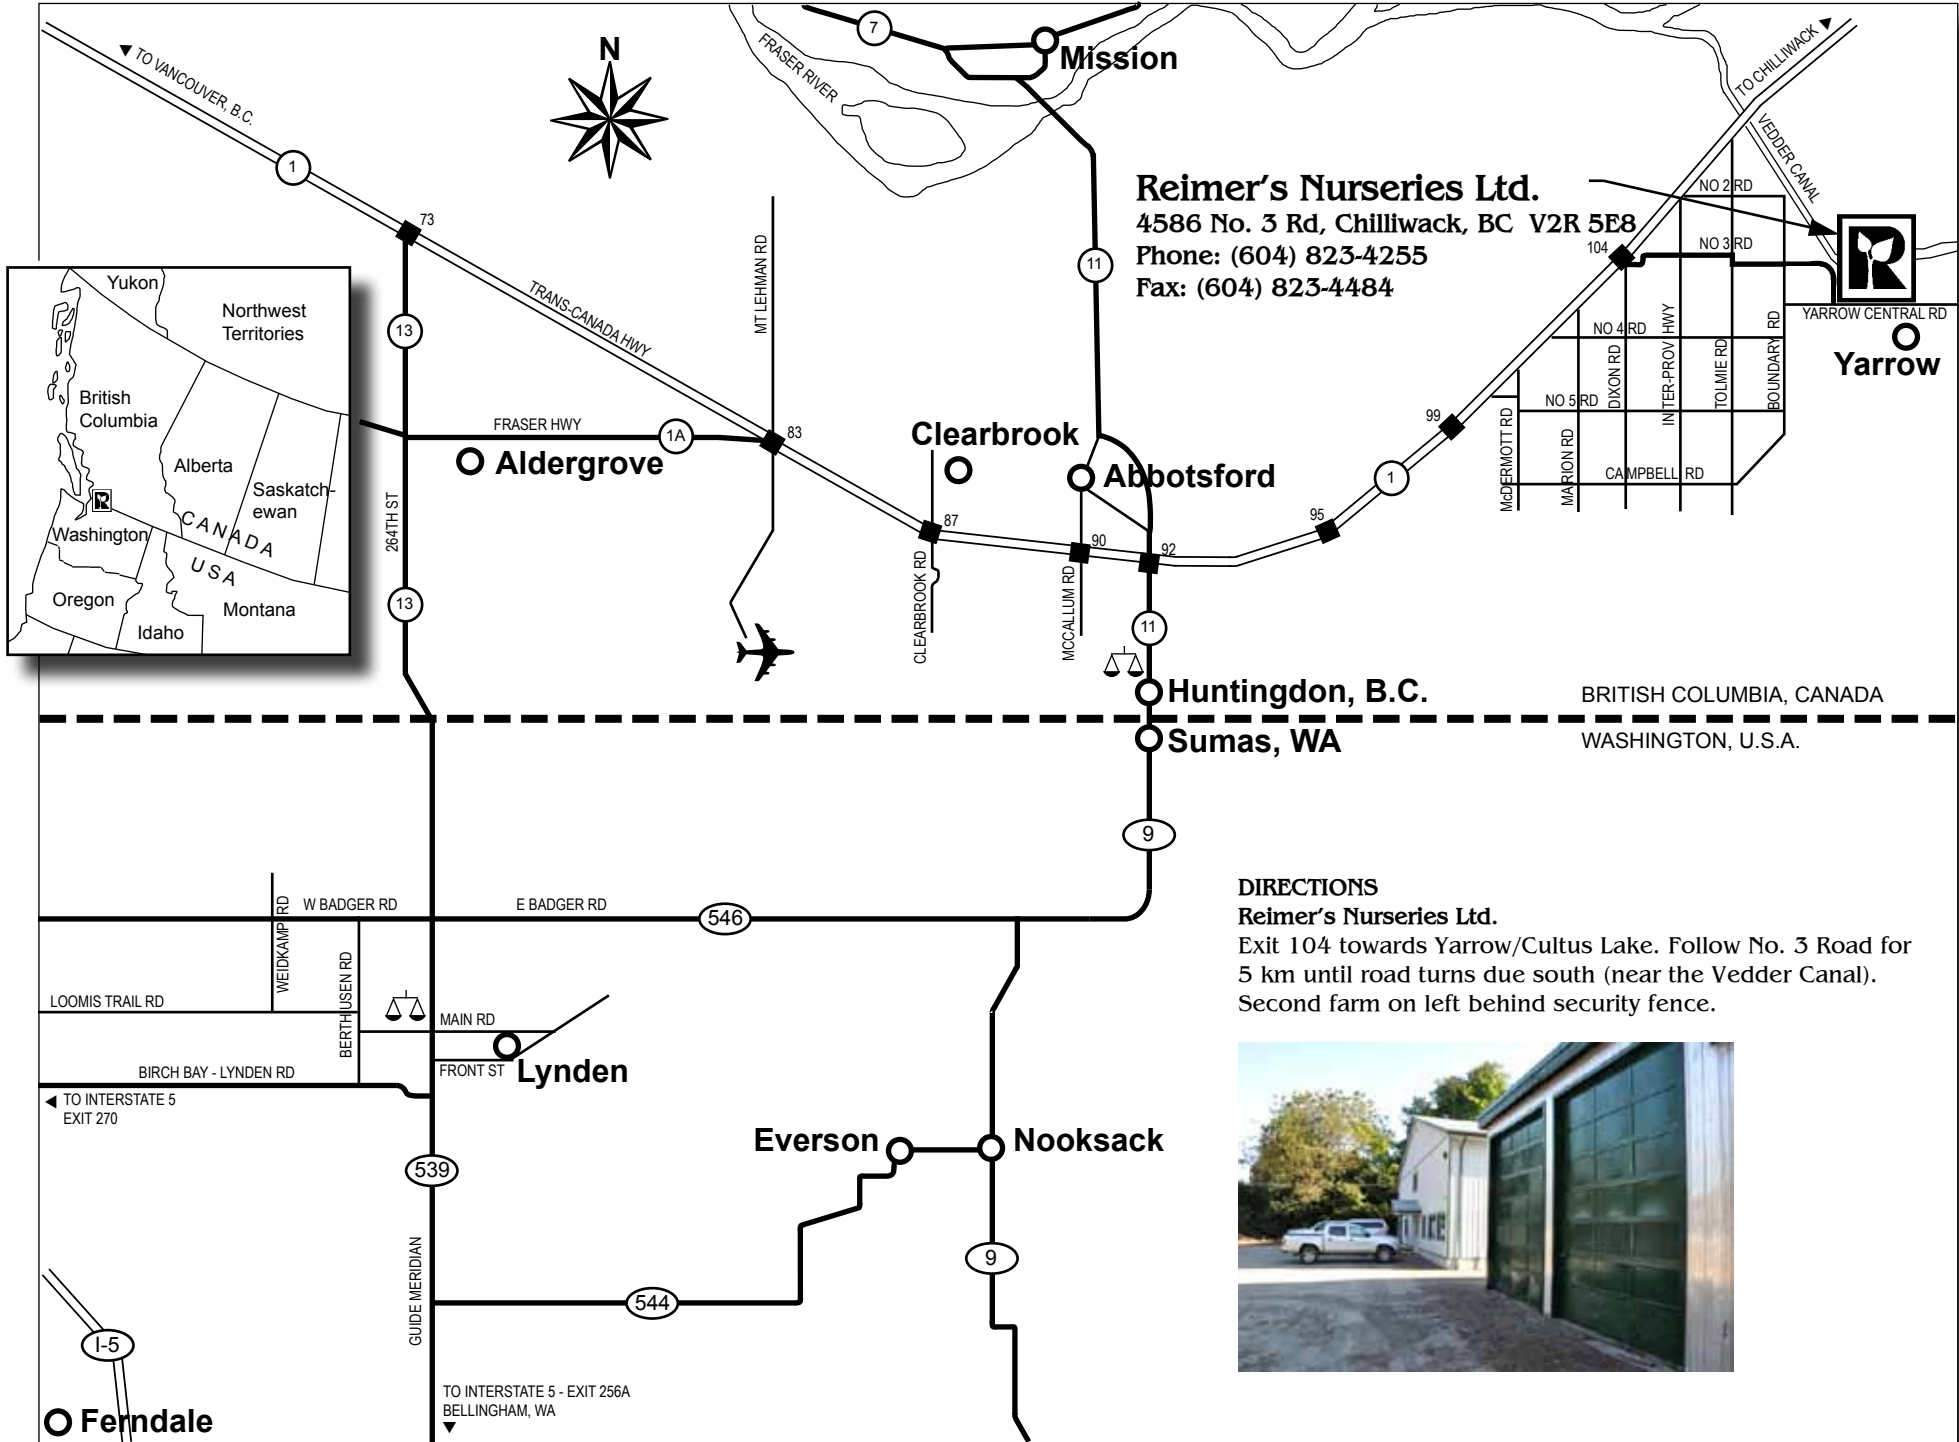 TO VANCOUVER, B.C.
1
N
7
Mission
FRASER RIVER
TO CHILLIWACK
VEDDER CANAL
73
13
TRANS-CANADA HWY
MT LEHMAN RD
11
Reimer's Nurseries Ltd.
4586 No. 3 Rd, Chilliwack, BC V2R 5E8
Phone: (604) 823-4255
Fax: (604) 823-4484
104
NO 2 RD
NO 3 RD
R
YARROW CENTRAL RD
Yarrow
NO 4 RD
NO 5 RD
CAMPBELL RD
McDERMOTT RD
MARION RD
DIXON RD
INTER-PROV HWY
TOLMIE RD
BOUNDARY RD
Yukon
Northwest
Territories
British
Columbia
Alberta
Saskatch-
ewan
CANADA
USA
R
Washington
Oregon
Idaho
Montana
FRASER HWY
1A
83
Aldergrove
264TH ST
13
Clearbrook
Abbotsford
87
90
92
95
1
99
CLEARBROOK RD
MCCALLUM RD
11
Huntingdon, B.C.
BRITISH COLUMBIA, CANADA
Sumas, WA
WASHINGTON, U.S.A.
9
W BADGER RD
E BADGER RD
546
WEIDKAMP RD
BERTHUSEN RD
LOOMIS TRAIL RD
MAIN RD
FRONT ST
Lynden
BIRCH BAY - LYNDEN RD
TO INTERSTATE 5
EXIT 270
539
Everson
Nooksack
9
GUIDE MERIDIAN
544
I-5
Ferndale
TO INTERSTATE 5 - EXIT 256A
BELLINGHAM, WA
DIRECTIONS
Reimer's Nurseries Ltd.
Exit 104 towards Yarrow/Cultus Lake. Follow No. 3 Road for
5 km until road turns due south (near the Vedder Canal).
Second farm on left behind security fence.